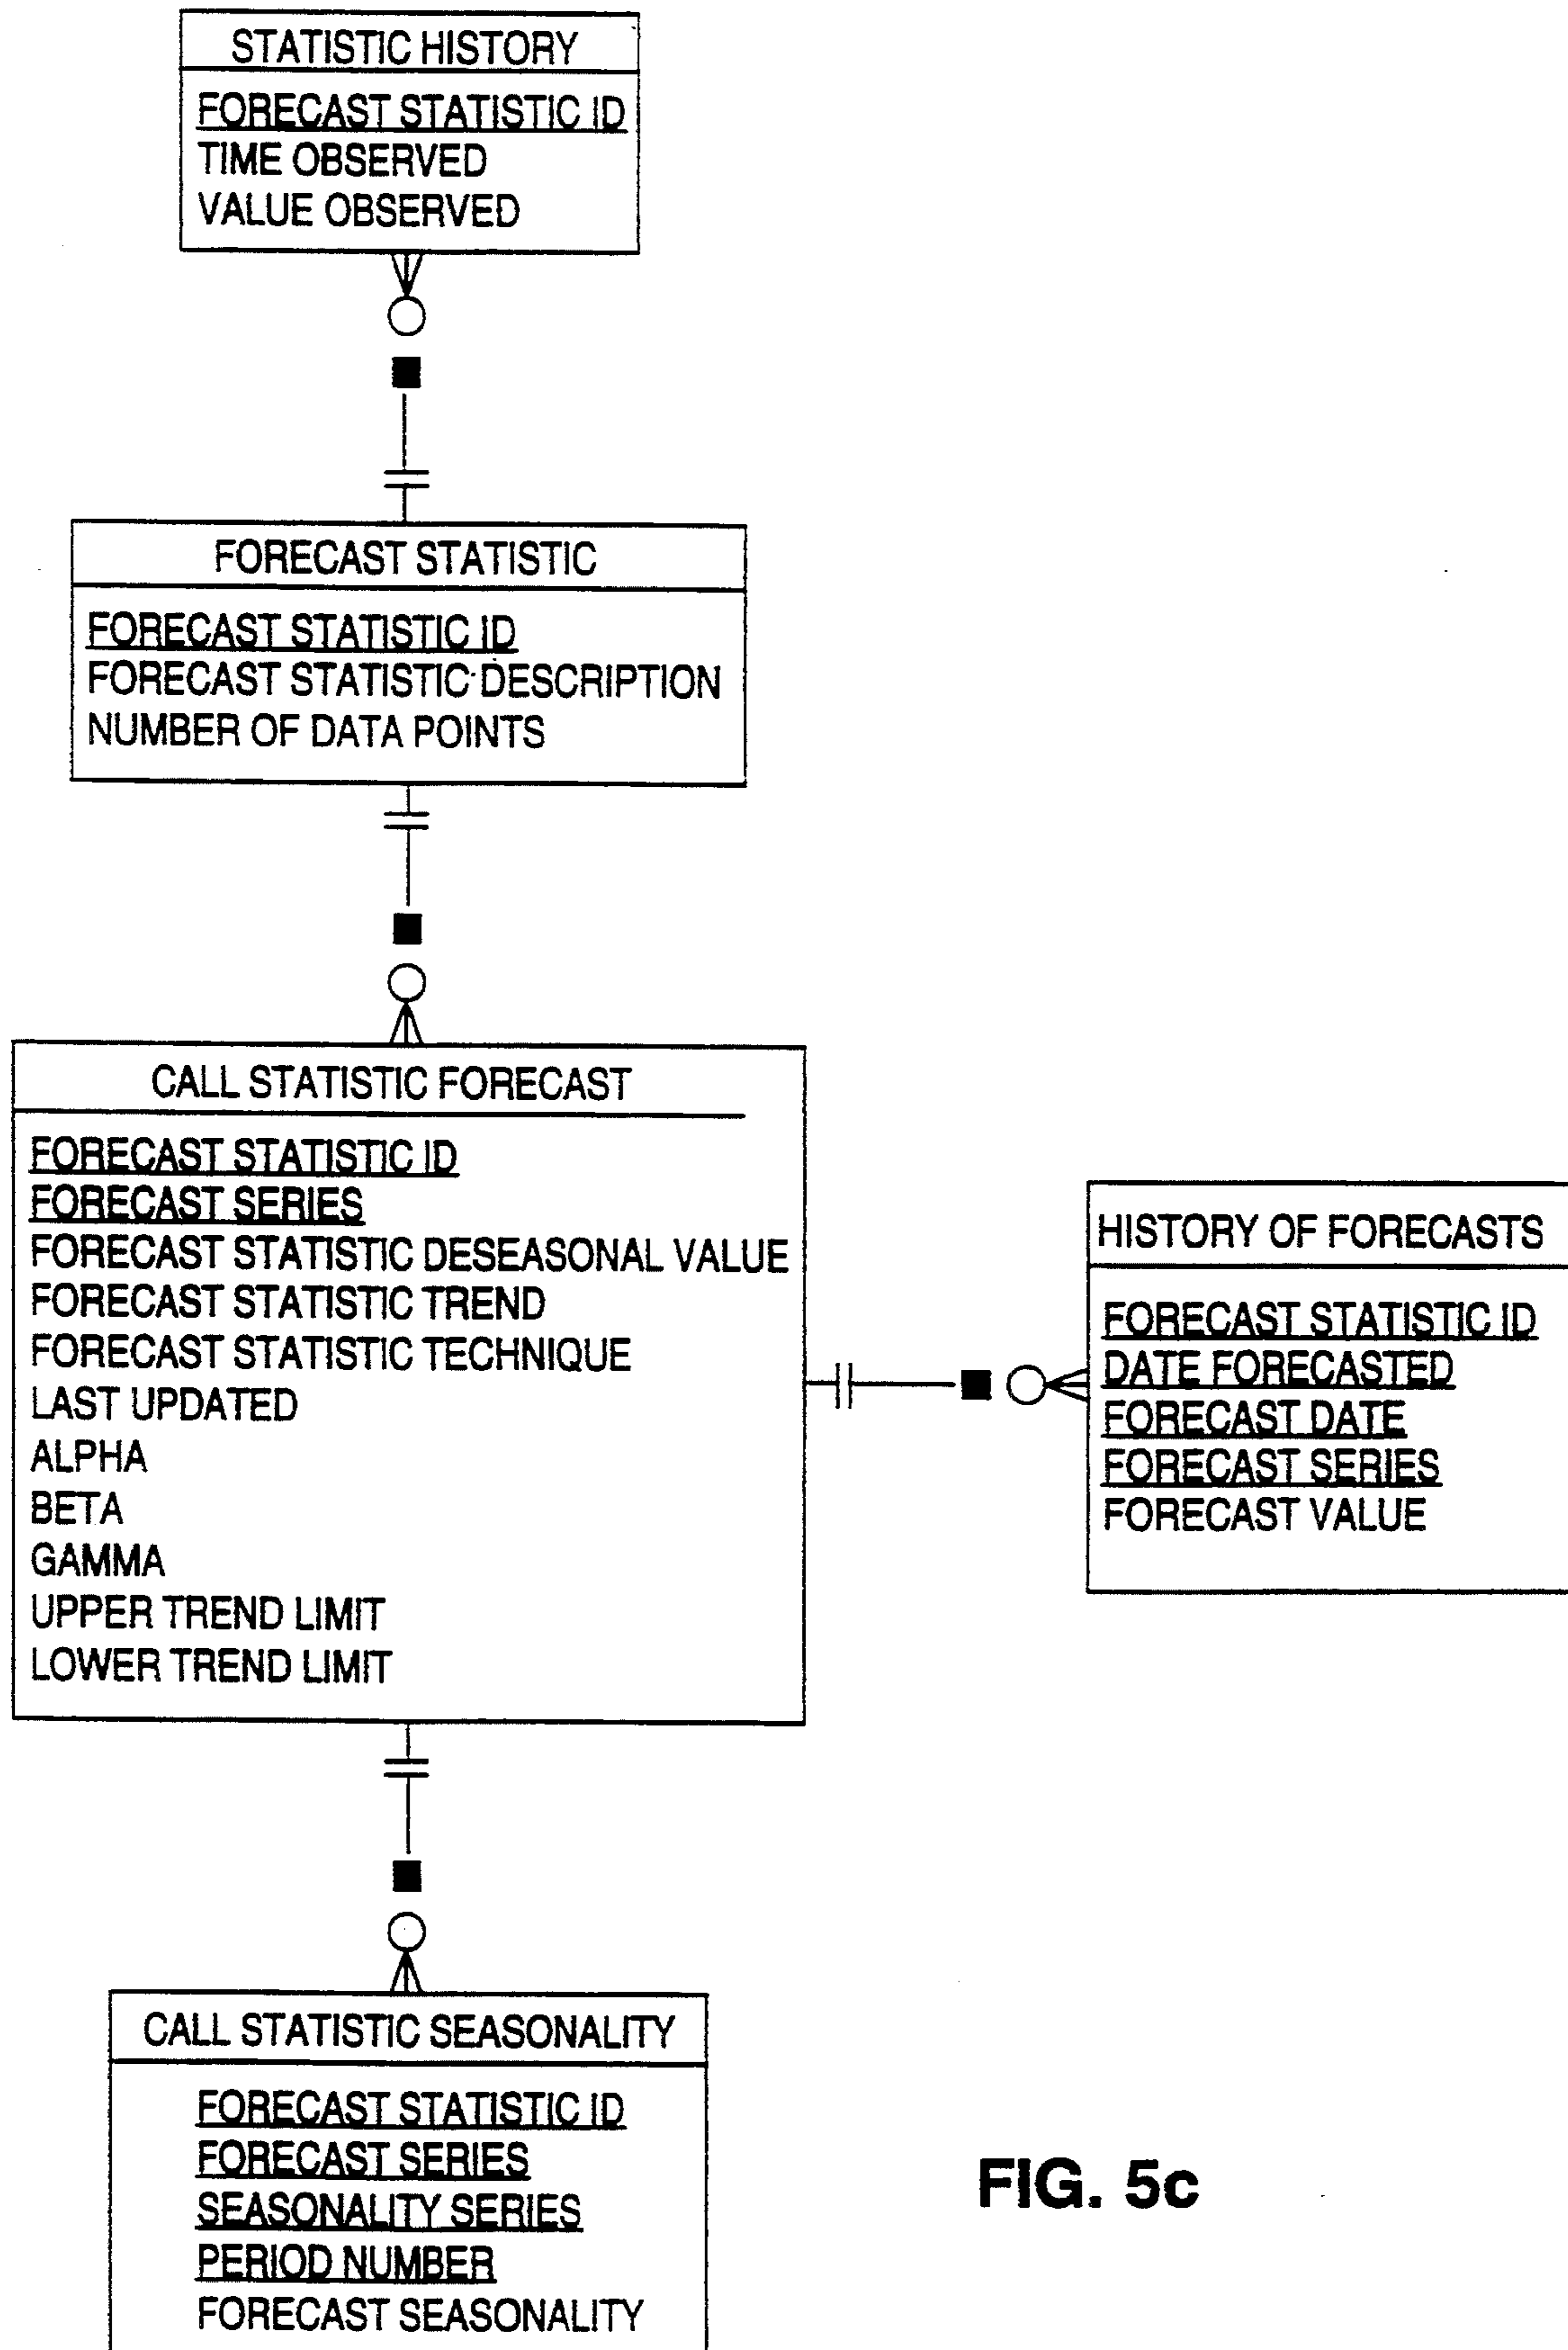 STATISTIC HISTORY
FORECAST STATISTIC ID
TIME OBSERVED
VALUE OBSERVED
FORECAST STATISTIC
FORECAST STATISTIC ID
FORECAST STATISTIC DESCRIPTION
NUMBER OF DATA POINTS
CALL STATISTIC FORECAST
FORECAST STATISTIC ID
FORECAST SERIES
FORECAST STATISTIC DESEASONAL VALUE
FORECAST STATISTIC TREND
FORECAST STATISTIC TECHNIQUE
LAST UPDATED
ALPHA
BETA
GAMMA
UPPER TREND LIMIT
LOWER TREND LIMIT
HISTORY OF FORECASTS
FORECAST STATISTIC ID
DATE FORECASTED
FORECAST DATE
FORECAST SERIES
FORECAST VALUE
CALL STATISTIC SEASONALITY
FORECAST STATISTIC ID
FORECAST SERIES
SEASONALITY SERIES
PERIOD NUMBER
FORECAST SEASONALITY
FIG. 5c